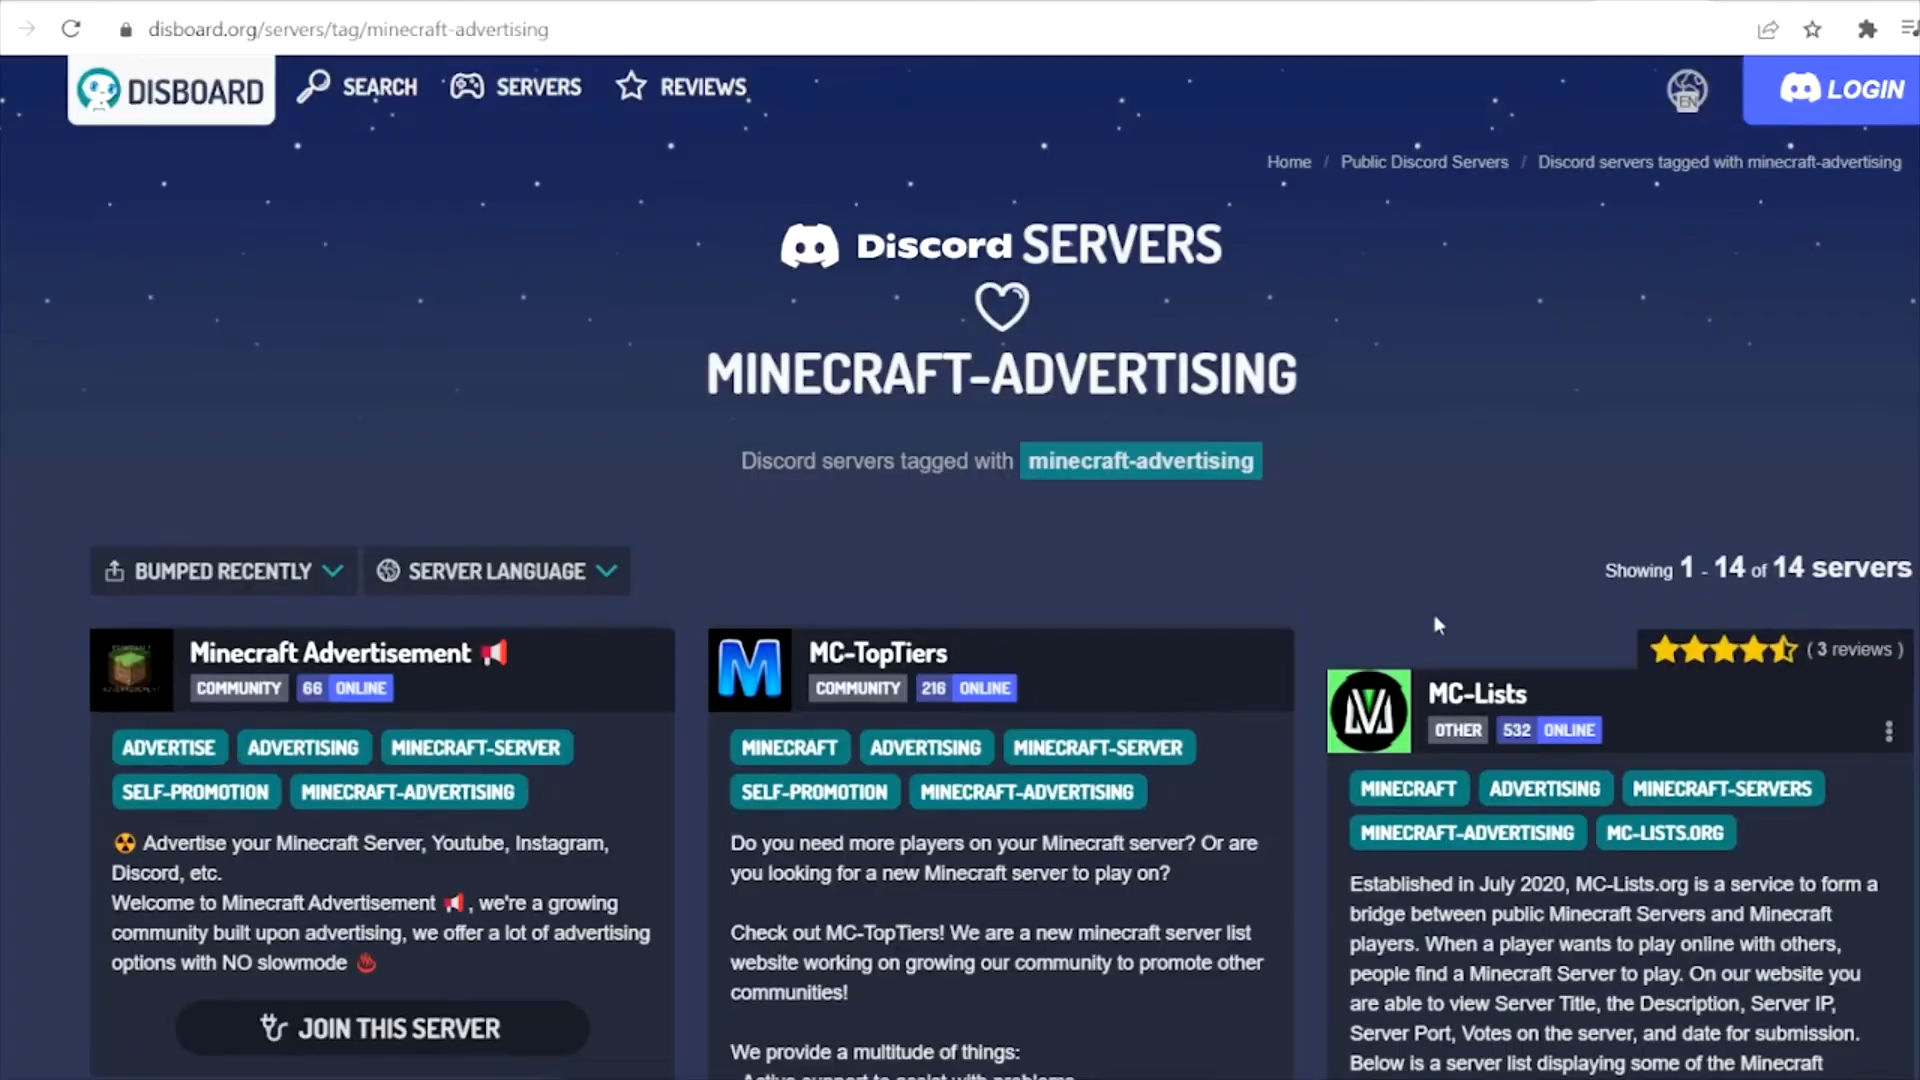 disboard.org/servers/tag/minecraft-advertising
DISBOARD
SEARCH
SERVERS
REVIEWS
EN
LOGIN
Home / Public Discord Servers / Discord servers tagged with minecraft-advertising
Discord SERVERS
MINECRAFT-ADVERTISING
Discord servers tagged with minecraft-advertising
BUMPED RECENTLY
SERVER LANGUAGE
Showing 1 - 14 of 14 servers
Minecraft Advertisement
COMMUNITY 66 ONLINE
ADVERTISE ADVERTISING MINECRAFT-SERVER
SELF-PROMOTION MINECRAFT-ADVERTISING
☢ Advertise your Minecraft Server, Youtube, Instagram,
Discord, etc.
Welcome to Minecraft Advertisement 📢 , we're a growing
community built upon advertising, we offer a lot of advertising
options with NO slowmode ♨
JOIN THIS SERVER
MC-TopTiers
COMMUNITY 216 ONLINE
MINECRAFT ADVERTISING MINECRAFT-SERVER
SELF-PROMOTION MINECRAFT-ADVERTISING
Do you need more players on your Minecraft server? Or are
you looking for a new Minecraft server to play on?
Check out MC-TopTiers! We are a new minecraft server list
website working on growing our community to promote other
communities!
We provide a multitude of things:
( 3 reviews )
MC-Lists
OTHER 532 ONLINE
MINECRAFT ADVERTISING MINECRAFT-SERVERS
MINECRAFT-ADVERTISING MC-LISTS.ORG
Established in July 2020, MC-Lists.org is a service to form a
bridge between public Minecraft Servers and Minecraft
players. When a player wants to play online with others,
people find a Minecraft Server to play. On our website you
are able to view Server Title, the Description, Server IP,
Server Port, Votes on the server, and date for submission.
Below is a server list displaying some of the Minecraft